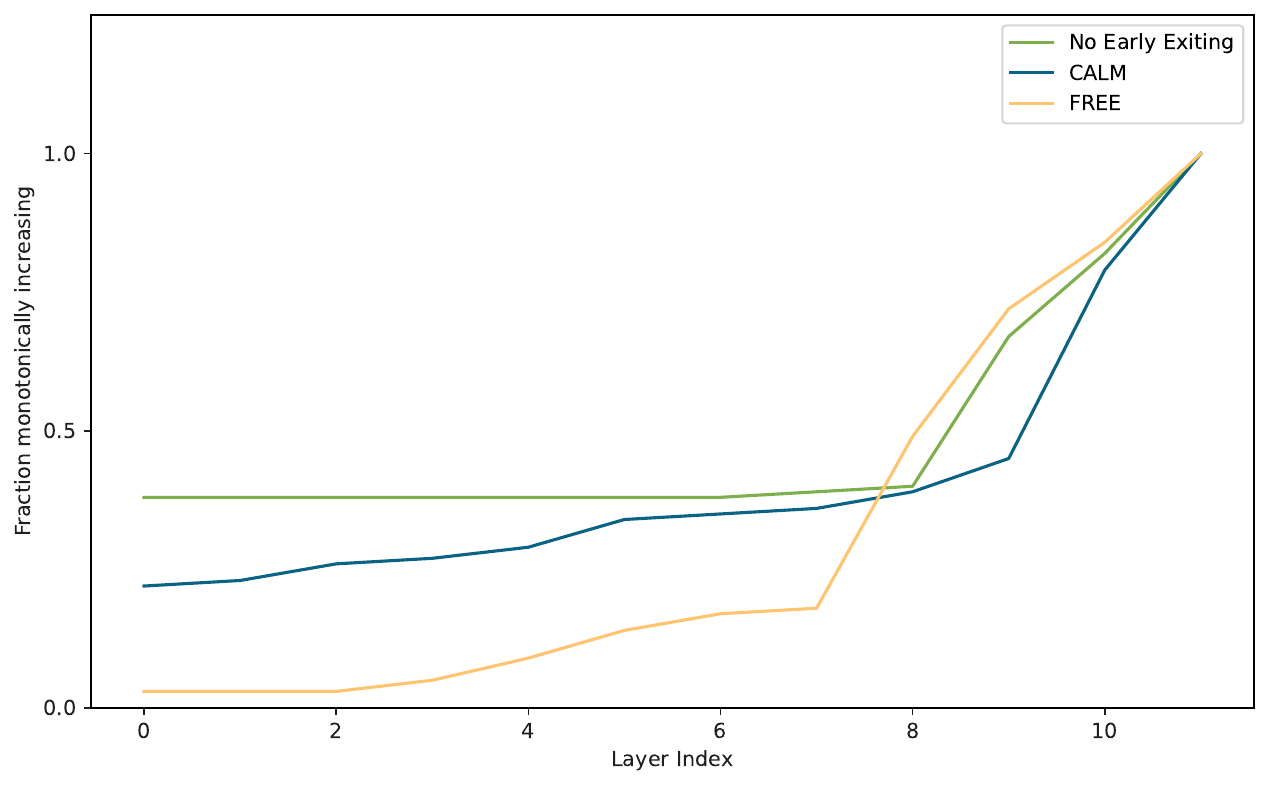 No Early Exiting
CALM
FREE
1.0
0.5
0.0
Fraction monotonically increasing
0 2 4 6 8 10
Layer Index